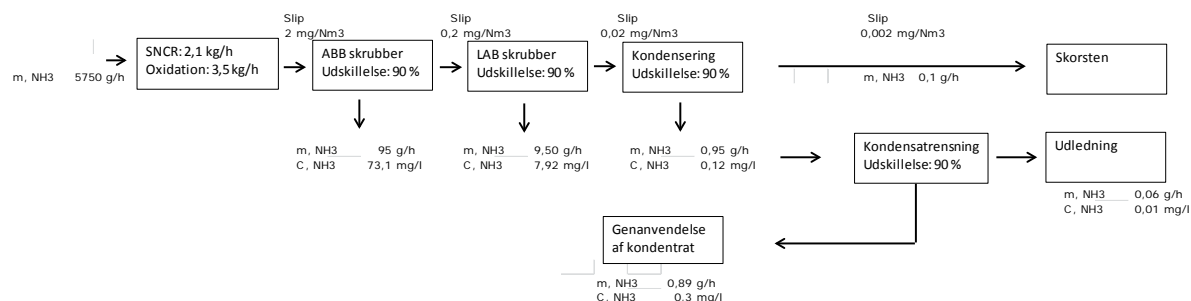 Slip
2 mg/Nm3
Slip
0,2 mg/Nm3
Slip
0,02 mg/Nm3
Slip
0,002 mg/Nm3
m, NH3 5750 g/h
SNCR: 2,1 kg/h
Oxidation: 3,5 kg/h
ABB skrubber
Udskillelse: 90 %
LAB skrubber
Udskillelse: 90 %
Kondensering
Udskillelse: 90 %
m, NH3 0,1 g/h
Skorsten
m, NH3 95 g/h
C, NH3 73,1 mg/l
m, NH3 9,50 g/h
C, NH3 7,92 mg/l
m, NH3 0,95 g/h
C, NH3 0,12 mg/l
Kondensatrensning
Udskillelse: 90 %
Udledning
m, NH3 0,06 g/h
C, NH3 0,01 mg/l
Genanvendelse
af kondentrat
m, NH3 0,89 g/h
C, NH3 0,3 mg/l